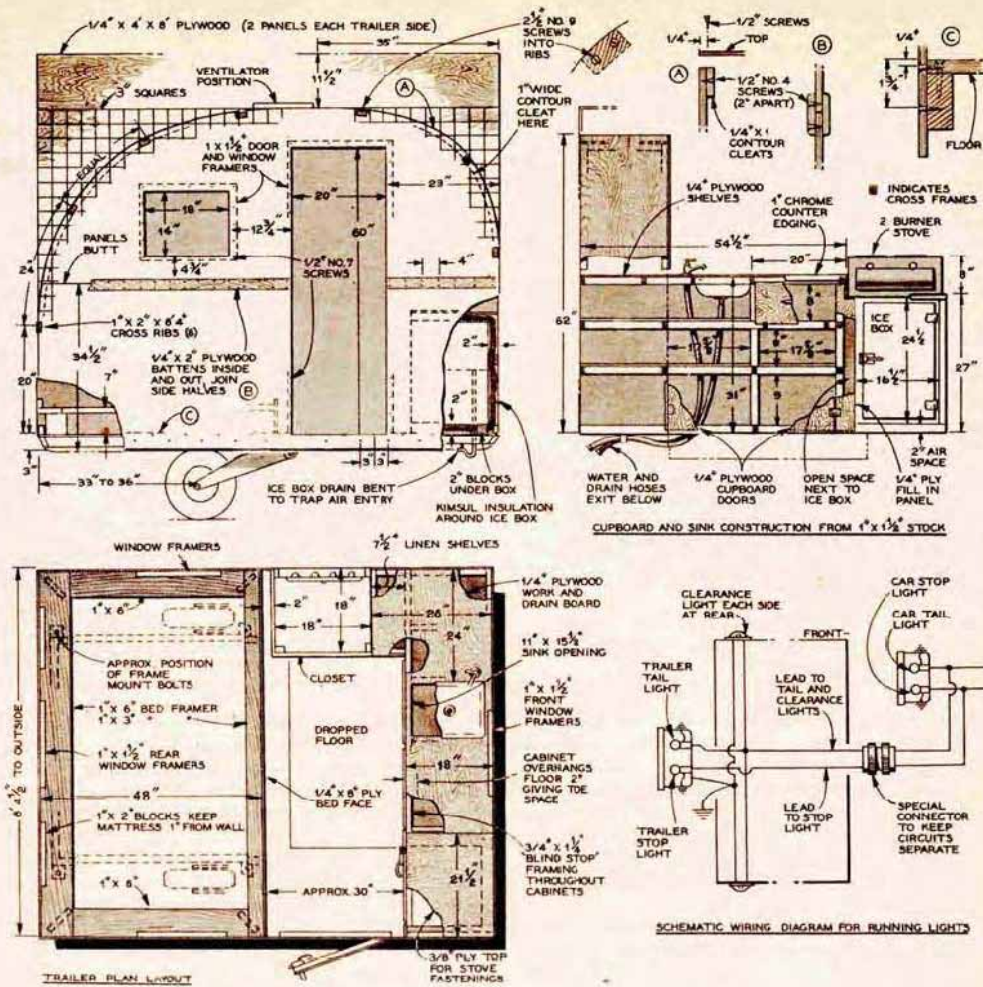 1/4" X 4' X 8' PLYWOOD (2 PANELS EACH TRAILER SIDE)
35"
11 1/2"
2 1/2" NO. 9
SCREWS
INTO
RIBS
VENTILATOR
POSITION
3" SQUARES
A
1" WIDE
CONTOUR
CLEAT
HERE
EQUAL
1 X 1 1/2" DOOR
AND WINDOW
FRAMERS
20"
23"
18"
14"
12 3/4"
60"
PANELS
BUTT
4 3/4"
1/2" NO. 7
SCREWS
4"
24"
1" X 2" X 6'4"
CROSS RIBS (8)
34 1/2"
1/4" X 2" PLYWOOD
BATTENS INSIDE
AND OUT, JOIN
SIDE HALVES
B
20"
7"
C
2"
2"
3"
33" TO 36"
3"
3"
ICE BOX DRAIN BENT
TO TRAP AIR ENTRY
2" BLOCKS
UNDER BOX
KIMSUL INSULATION
AROUND ICE BOX
1/4"
1/2" SCREWS
TOP
A
1/2" NO. 4
SCREWS
(2" APART)
1/4" X 1
CONTOUR
CLEATS
B
C
1/4"
1 3/4"
FLOOR
INDICATES
CROSS FRAMES
1/4" PLYWOOD
SHELVES
1" CHROME
COUNTER
EDGING
2 BURNER
STOVE
54 1/2"
20"
8"
62"
8"
ICE
BOX
24 1/2"
27"
9"
16 1/2"
31"
9
2" AIR
SPACE
WATER AND
DRAIN HOSES
EXIT BELOW
1/4" PLYWOOD
CUPBOARD
DOORS
OPEN SPACE
NEXT TO
ICE BOX
1/4" PLY
FILL IN
PANEL
CUPBOARD AND SINK CONSTRUCTION FROM 1" X 1 1/2" STOCK
WINDOW FRAMERS
7 1/2" LINEN SHELVES
1" X 6"
2"
18"
18"
26"
24"
1/4" PLYWOOD
WORK AND
DRAIN BOARD
APPROX. POSITION
OF FRAME
MOUNT BOLTS
CLOSET
11" X 15 1/2"
SINK OPENING
1" X 6" BED FRAMER
1" X 3" " "
DROPPED
FLOOR
1" X 1 1/2"
FRONT
WINDOW
FRAMERS
1" X 1 1/2" REAR
WINDOW FRAMERS
18"
6' 4 1/2" TO OUTSIDE
48"
1/4" X 8" PLY
BED FACE
CABINET
OVERHANGS
FLOOR 2"
GIVING TOE
SPACE
1" X 2" BLOCKS KEEP
MATTRESS 1" FROM WALL
3/4" X 1 1/4"
'BLIND STOP'
FRAMING
THROUGHOUT
CABINETS
1" X 8"
APPROX. 30"
21 1/2"
3/8" PLY TOP
FOR STOVE
FASTENINGS
TRAILER PLAN LAYOUT
CLEARANCE
LIGHT EACH SIDE
AT REAR
CAR STOP
LIGHT
CAR TAIL
LIGHT
FRONT
TRAILER
TAIL
LIGHT
LEAD TO
TAIL AND
CLEARANCE
LIGHTS
TRAILER
STOP
LIGHT
LEAD TO
STOP LIGHT
SPECIAL
CONNECTOR
TO KEEP
CIRCUITS
SEPARATE
SCHEMATIC WIRING DIAGRAM FOR RUNNING LIGHTS